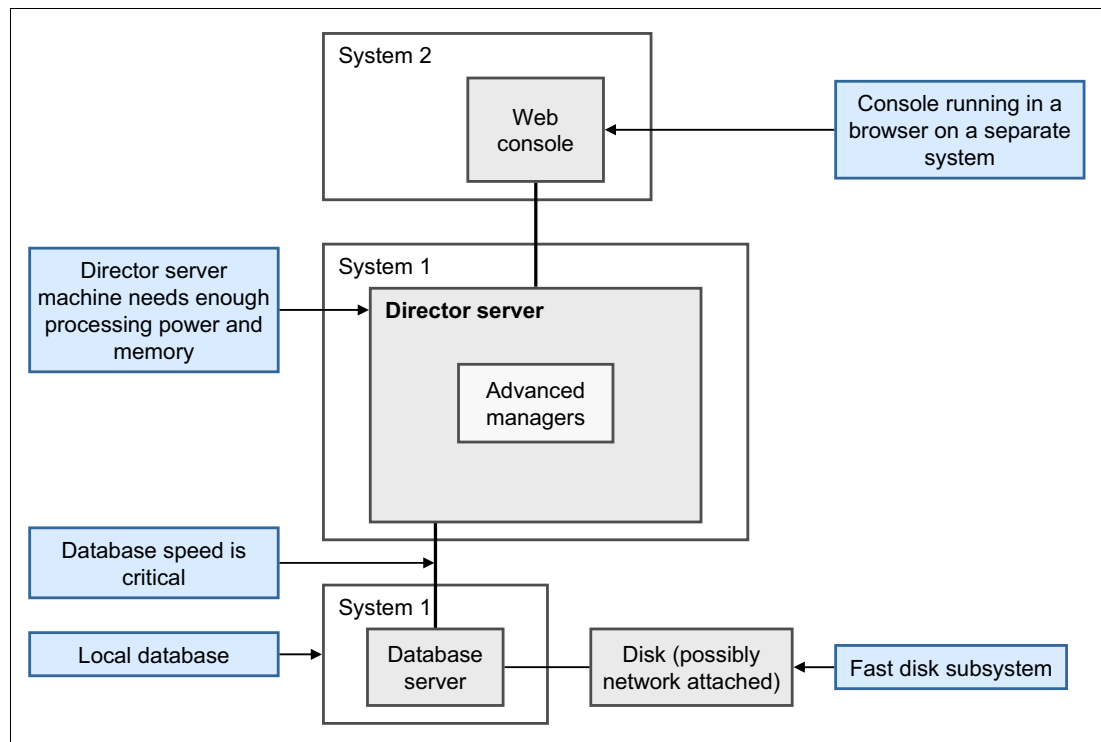 System 2
Web
console
Console running in a
browser on a separate
system
System 1
Director server
machine needs enough
processing power and
memory
Director server
Advanced
managers
Database speed is
critical
System 1
Local database
Database
server
Disk (possibly
network attached)
Fast disk subsystem